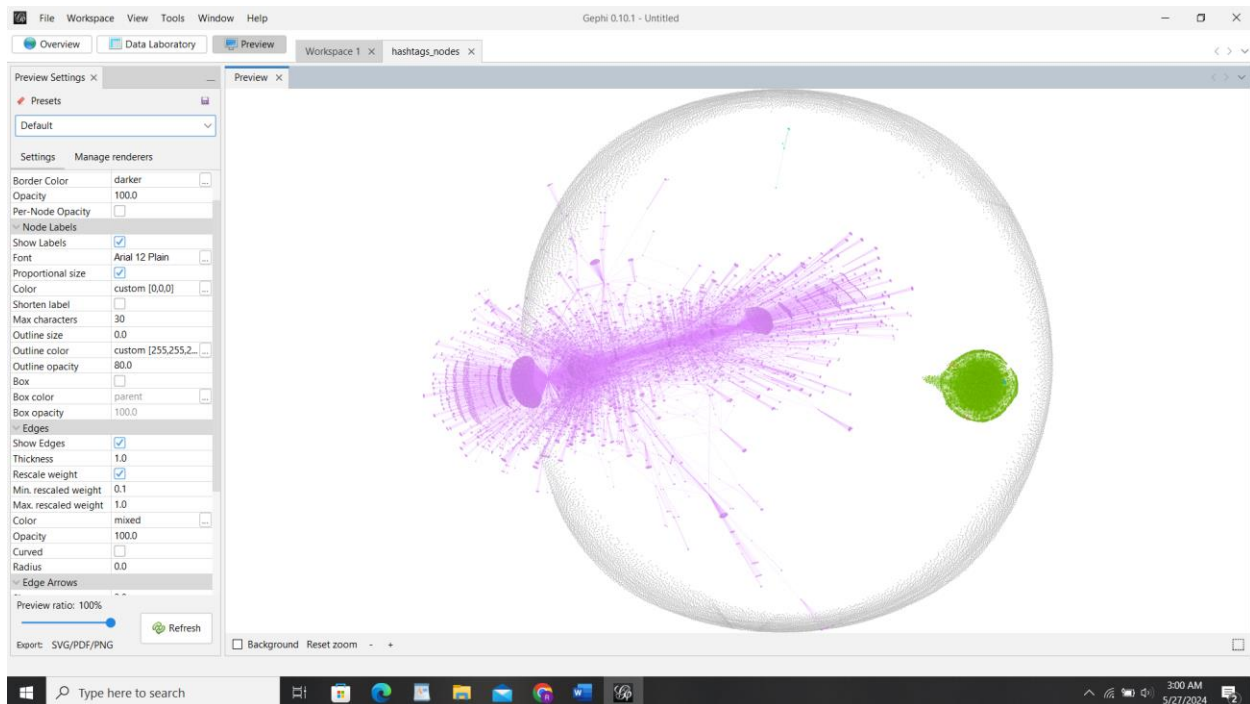 File Workspace View Tools Window Help Gephi 0.10.1 - Untitled
Overview Data Laboratory Preview Workspace 1 × hashtags_nodes ×
Preview Settings × Preview ×
Presets
Default
Settings Manage renderers
Border Color darker ...
Opacity 100.0
Per-Node Opacity
Node Labels
Show Labels
Font Arial 12 Plain ...
Proportional size
Color custom [0,0,0] ...
Shorten label
Max characters 30
Outline size 0.0
Outline color custom [255,255,2... ...
Outline opacity 80.0
Box
Box color parent ...
Box opacity 100.0
Edges
Show Edges
Thickness 1.0
Rescale weight
Min. rescaled weight 0.1
Max. rescaled weight 1.0
Color mixed ...
Opacity 100.0
Curved
Radius 0.0
Edge Arrows
Preview ratio: 100%
Refresh
Export: SVG/PDF/PNG
Background Reset zoom - +
Type here to search
3:00 AM
5/27/2024